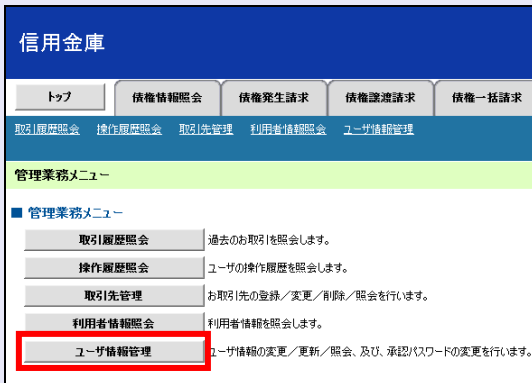 信用金庫
トップ 債権情報照会 債権発生請求 債権譲渡請求 債権一括請求
取引履歴照会 操作履歴照会 取引先管理 利用者情報照会 ユーザ情報管理
管理業務メニュー
■ 管理業務メニュー
取引履歴照会 過去のお取引を照会します。
操作履歴照会 ユーザの操作履歴を照会します。
取引先管理 お取引先の登録／変更／削除／照会を行います。
利用者情報照会 利用者情報を照会します。
ユーザ情報管理 ユーザ情報の変更／更新／照会、及び、承認パスワードの変更を行います。